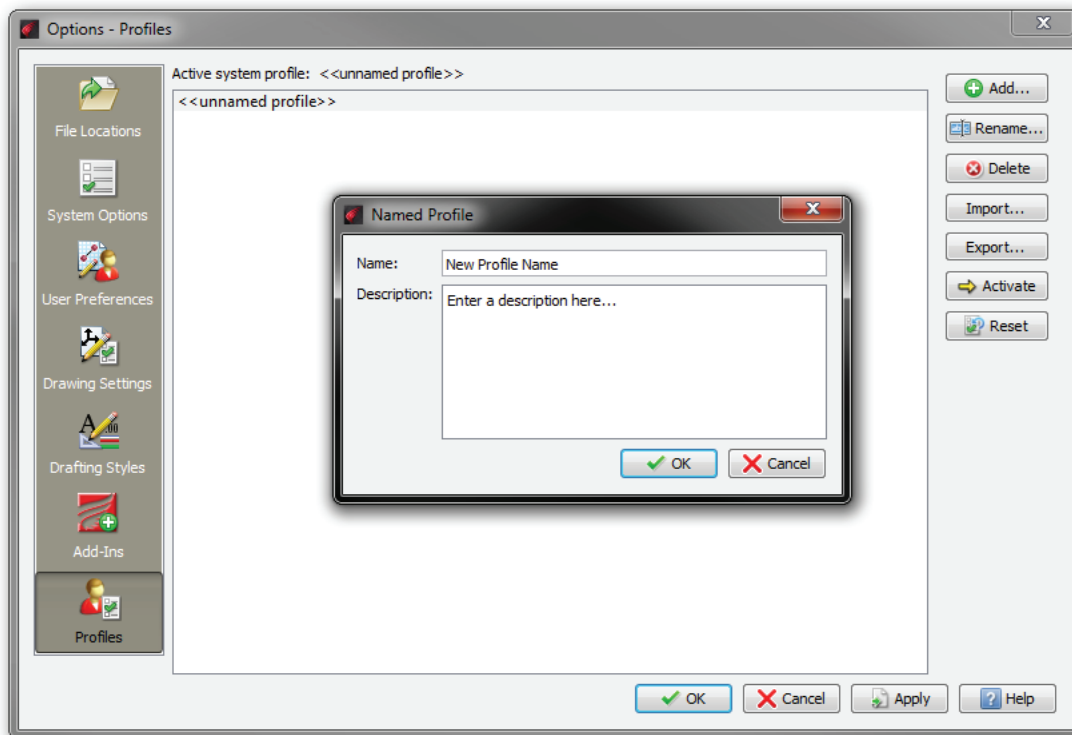 Options - Profiles
File Locations
System Options
User Preferences
Drawing Settings
Drafting Styles
Add-Ins
Profiles
Active system profile: <<unnamed profile>>
<<unnamed profile>>
Named Profile
Name: New Profile Name
Description: Enter a description here...
OK Cancel
Add...
Rename...
Delete
Import...
Export...
Activate
Reset
OK Cancel Apply Help